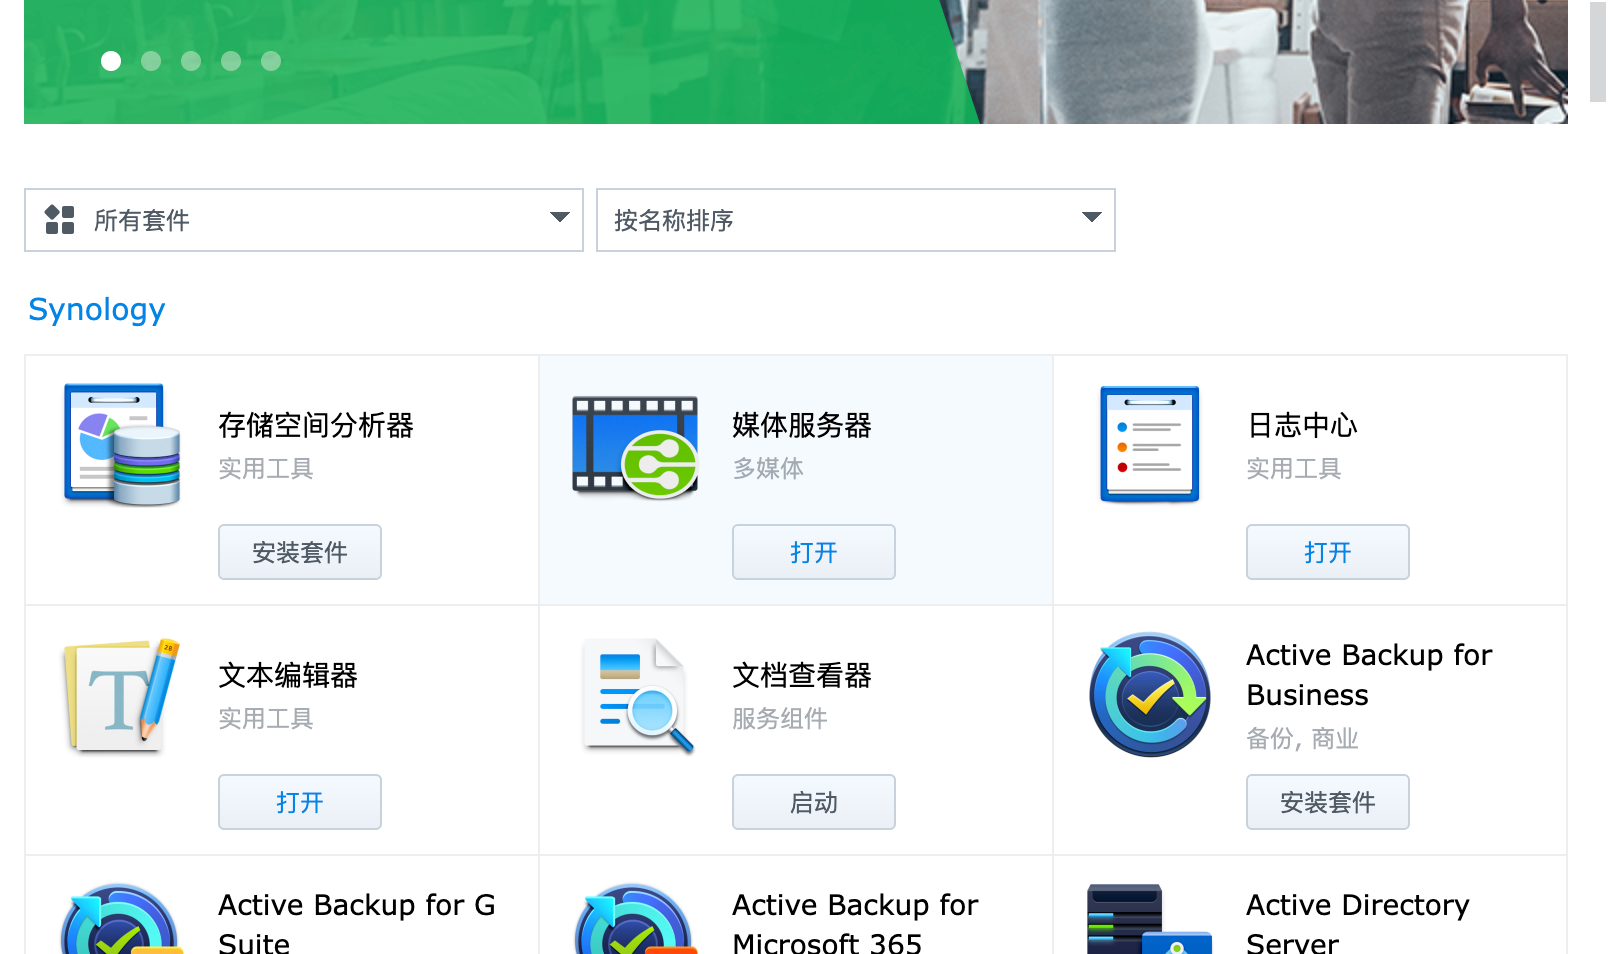 所有套件
按名称排序
Synology
存储空间分析器
实用工具
安装套件
媒体服务器
多媒体
打开
日志中心
实用工具
打开
文本编辑器
实用工具
打开
文档查看器
服务组件
启动
Active Backup for
Business
备份, 商业
安装套件
Active Backup for G
Suite
Active Backup for
Microsoft 365
Active Directory
Server